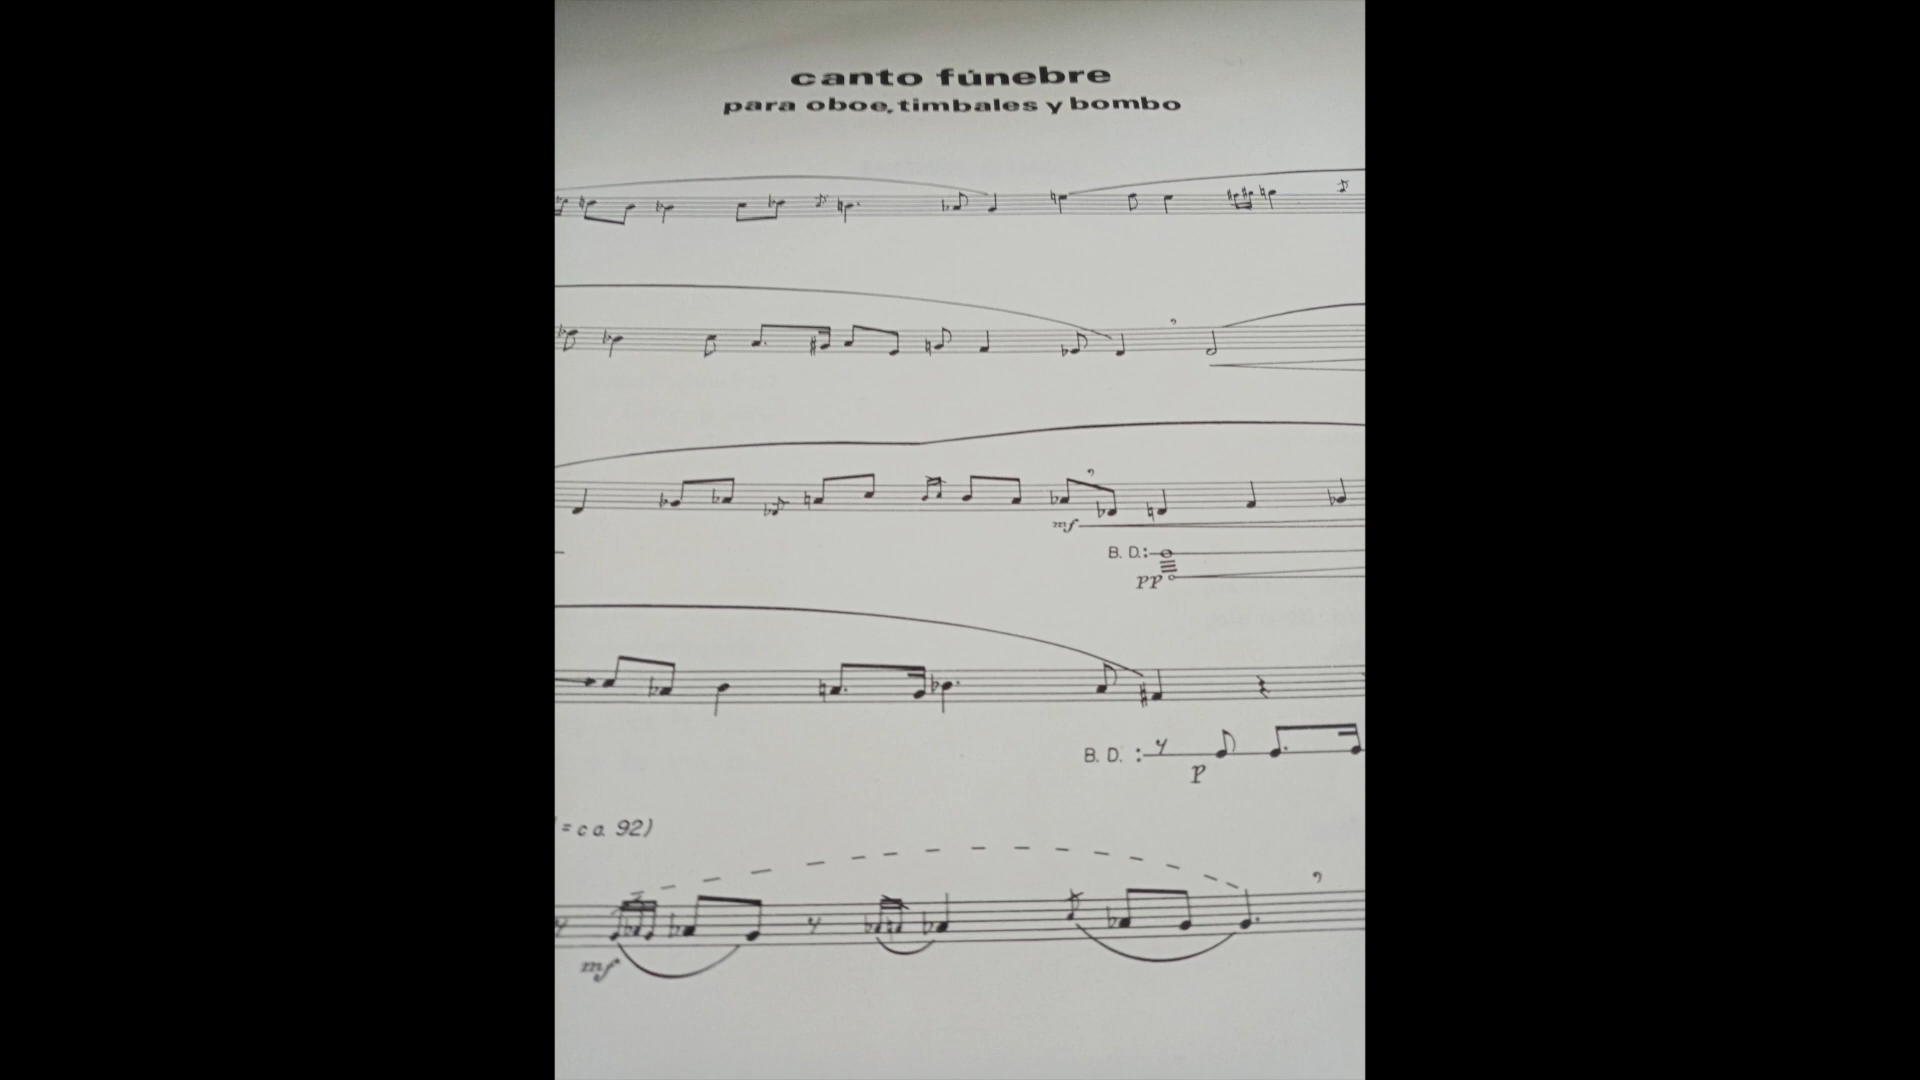 canto fúnebre
para oboe, timbales y bombo
mf
B. D.:
pp
B. D. :
p
= ca. 92)
mf